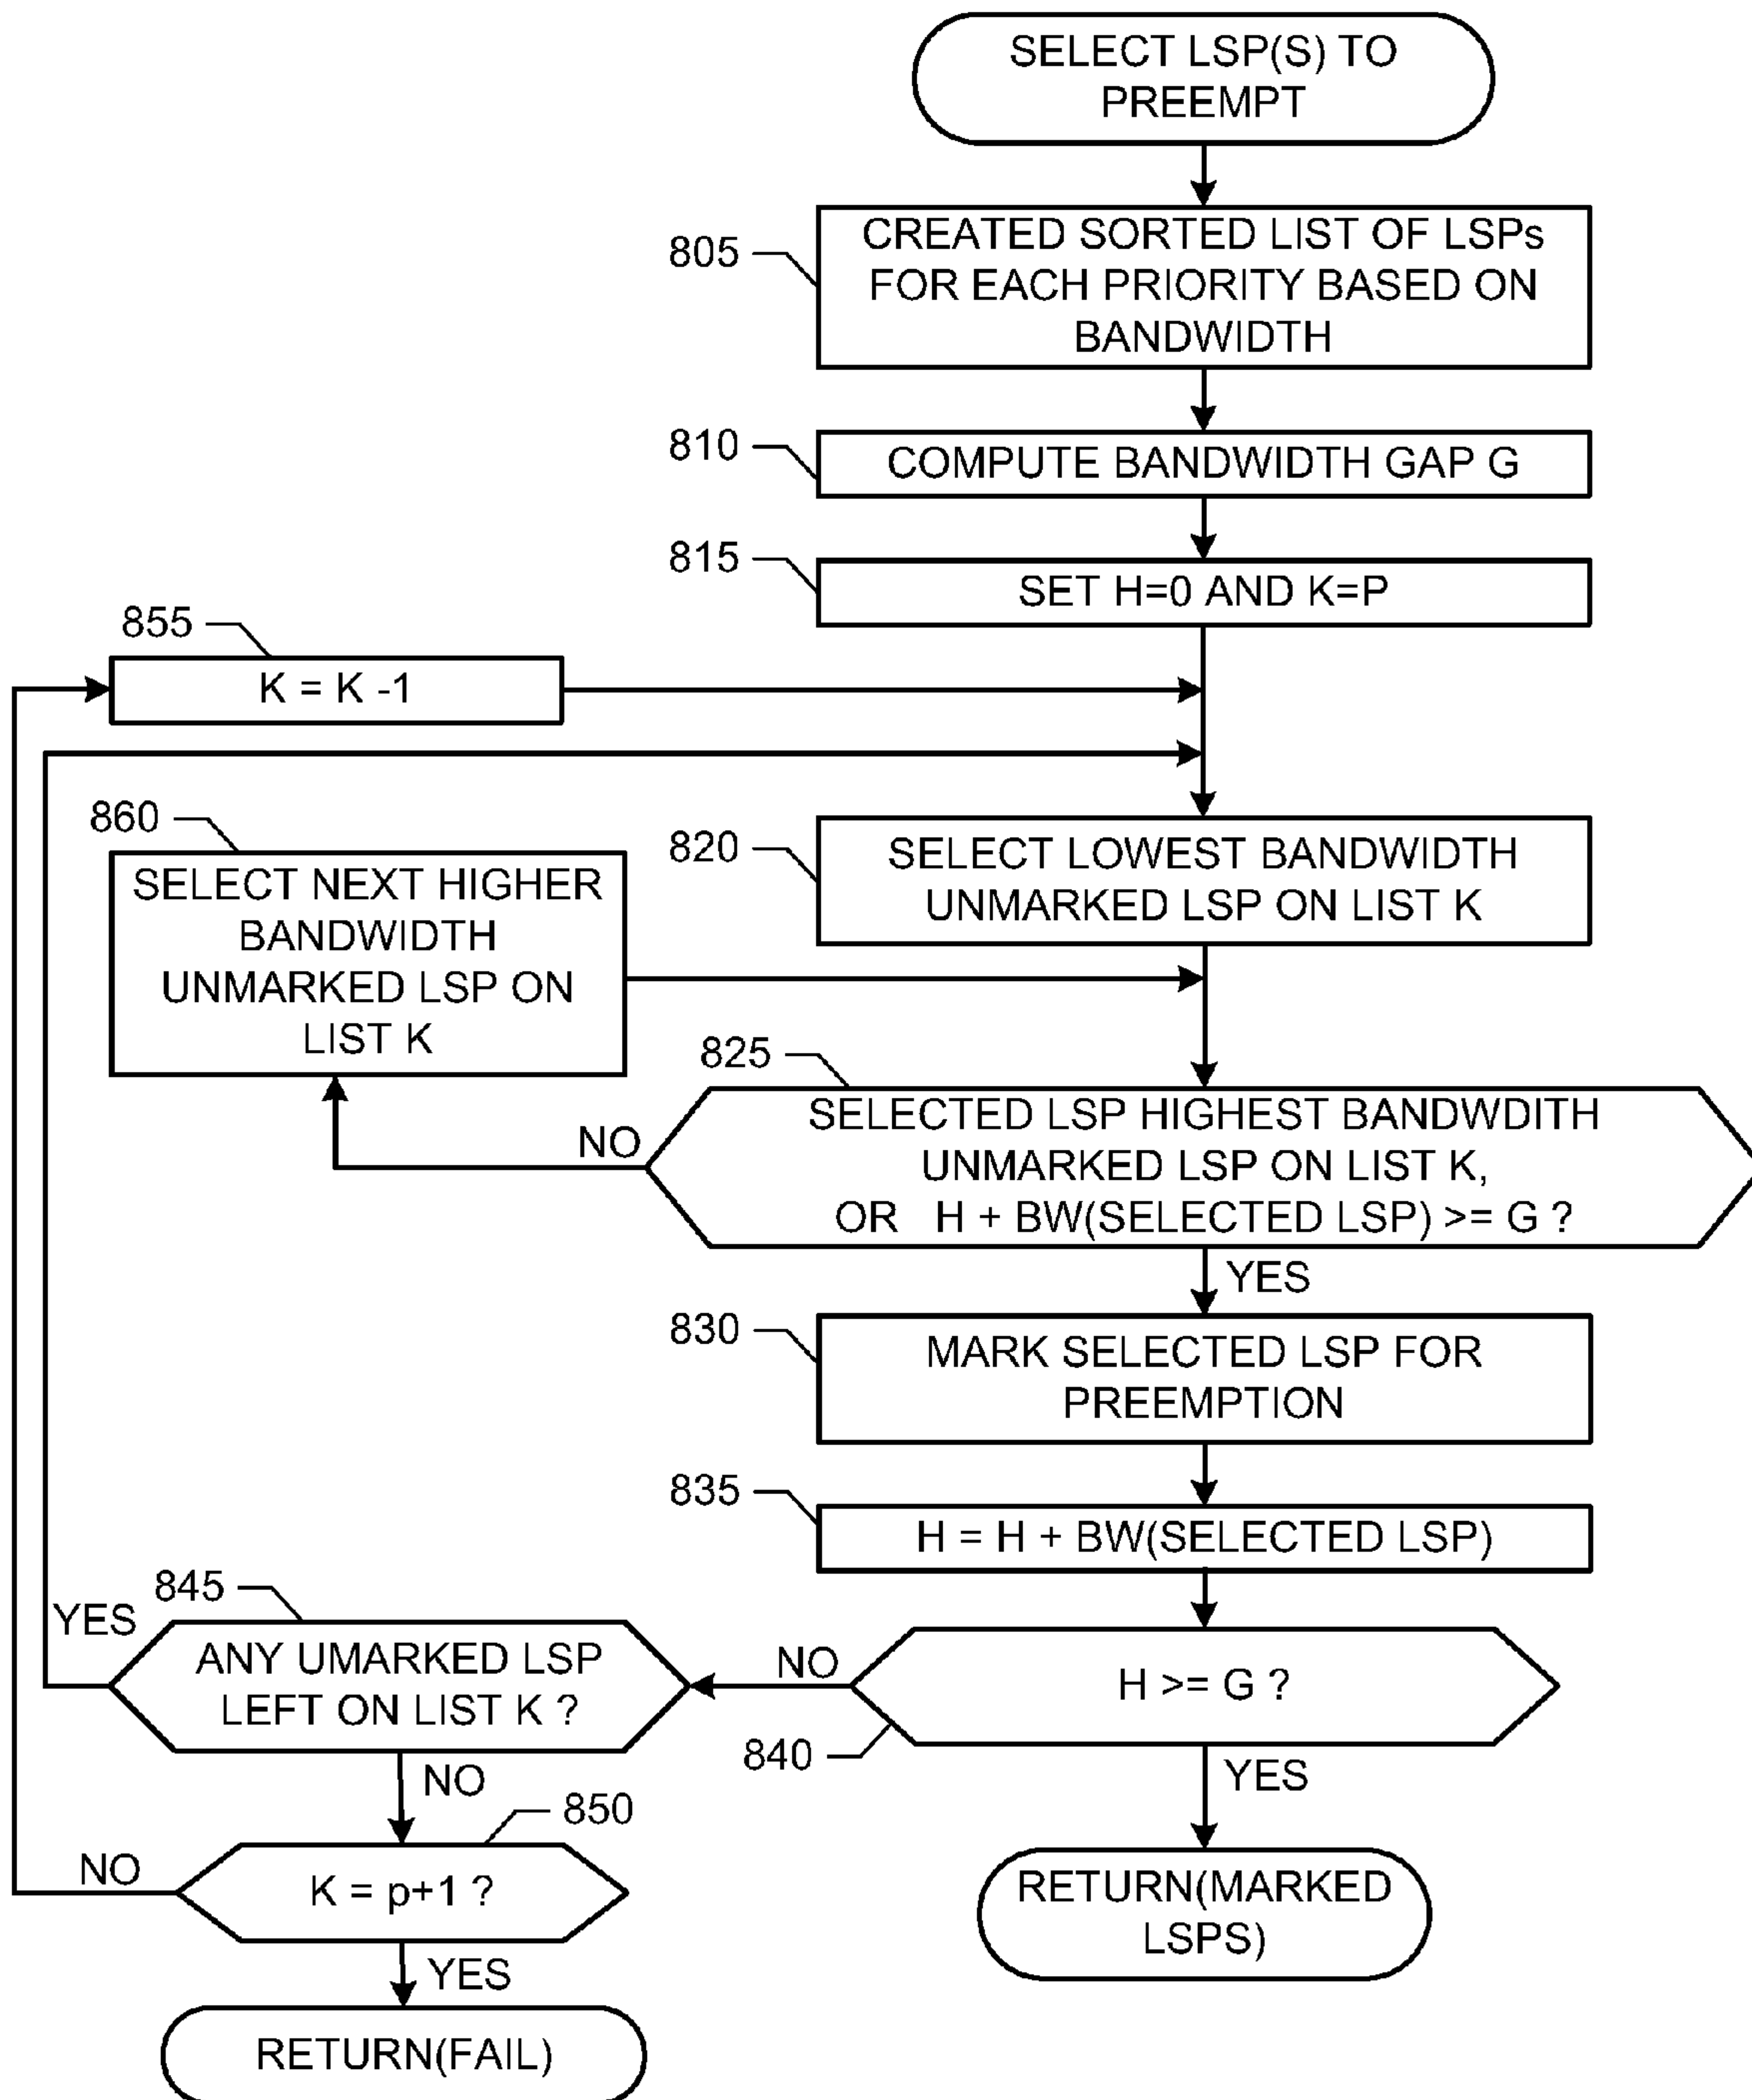 SELECT LSP(S) TO
PREEMPT
805
CREATED SORTED LIST OF LSPs
FOR EACH PRIORITY BASED ON
BANDWIDTH
810
COMPUTE BANDWIDTH GAP G
815
SET H=0 AND K=P
855
K = K -1
860
SELECT NEXT HIGHER
BANDWIDTH
UNMARKED LSP ON
LIST K
820
SELECT LOWEST BANDWIDTH
UNMARKED LSP ON LIST K
825
SELECTED LSP HIGHEST BANDWDITH
UNMARKED LSP ON LIST K,
OR H + BW(SELECTED LSP) >= G ?
NO
YES
830
MARK SELECTED LSP FOR
PREEMPTION
835
H = H + BW(SELECTED LSP)
840
H >= G ?
NO
YES
845
YES
ANY UMARKED LSP
LEFT ON LIST K ?
NO
850
NO
K = p+1 ?
YES
RETURN(MARKED
LSPS)
RETURN(FAIL)